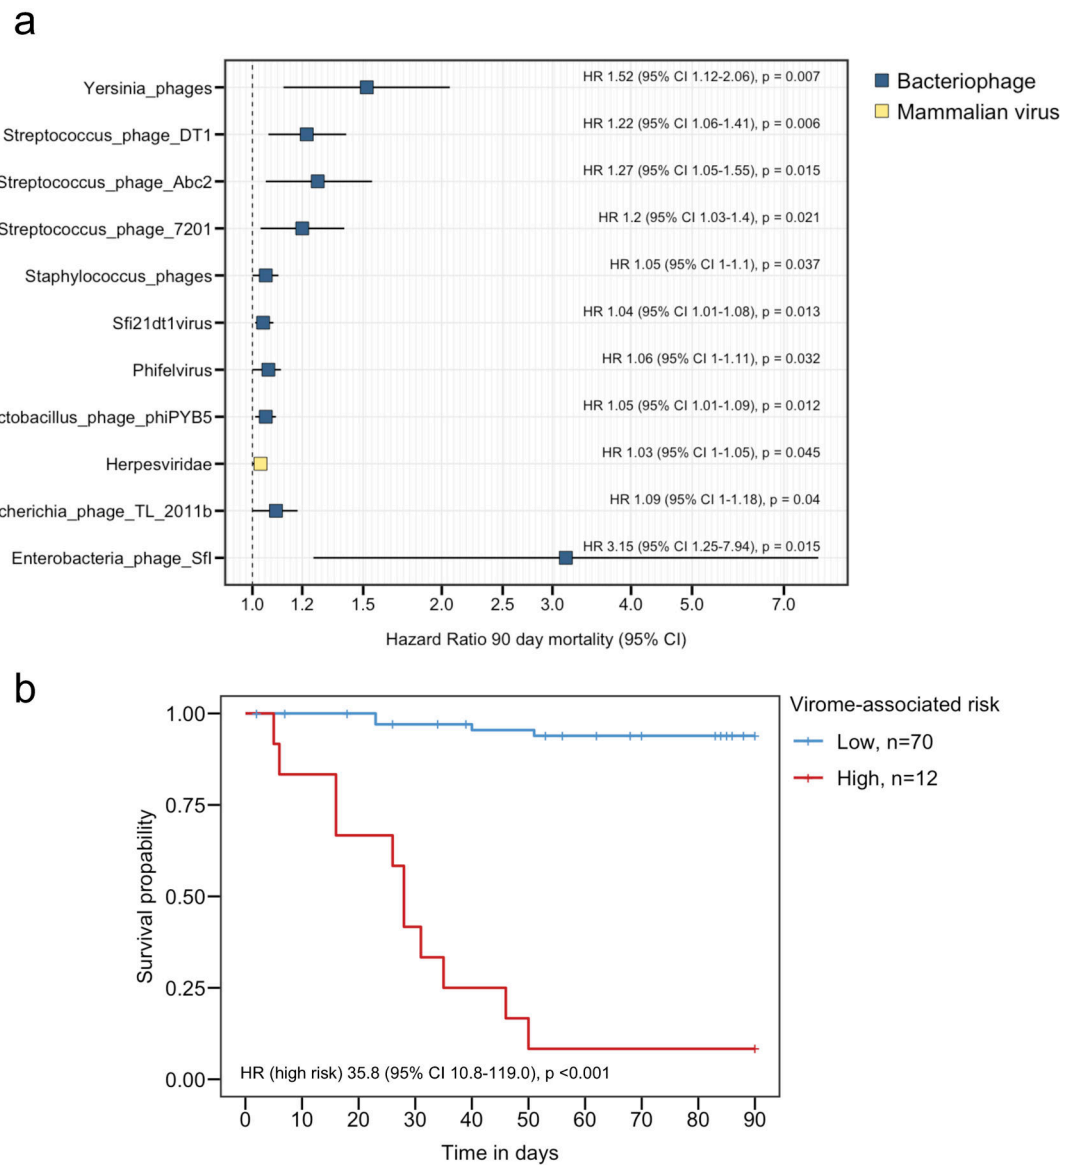 a
Yersinia_phages
HR 1.52 (95% CI 1.12-2.06), p = 0.007
Streptococcus_phage_DT1
HR 1.22 (95% CI 1.06-1.41), p = 0.006
Streptococcus_phage_Abc2
HR 1.27 (95% CI 1.05-1.55), p = 0.015
Streptococcus_phage_7201
HR 1.2 (95% CI 1.03-1.4), p = 0.021
Staphylococcus_phages
HR 1.05 (95% CI 1-1.1), p = 0.037
Sfi21dt1virus
HR 1.04 (95% CI 1.01-1.08), p = 0.013
Phifelvirus
HR 1.06 (95% CI 1-1.11), p = 0.032
ctobacillus_phage_phiPYB5
HR 1.05 (95% CI 1.01-1.09), p = 0.012
Herpesviridae
HR 1.03 (95% CI 1-1.05), p = 0.045
cherichia_phage_TL_2011b
HR 1.09 (95% CI 1-1.18), p = 0.04
Enterobacteria_phage_SfI
HR 3.15 (95% CI 1.25-7.94), p = 0.015
1.0 1.2 1.5 2.0 2.5 3.0 4.0 5.0 7.0
Hazard Ratio 90 day mortality (95% CI)
Bacteriophage
Mammalian virus
b
Survival propability
1.00
0.75
0.50
0.25
0.00
HR (high risk) 35.8 (95% CI 10.8-119.0), p <0.001
0 10 20 30 40 50 60 70 80 90
Time in days
Virome-associated risk
Low, n=70
High, n=12